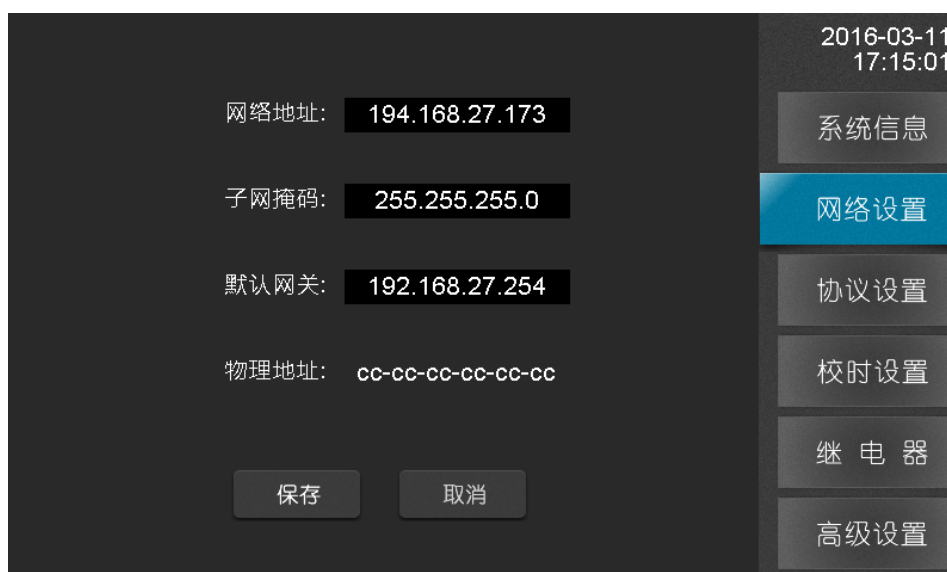 2016-03-11
17:15:01
网络地址: 194.168.27.173
子网掩码: 255.255.255.0
默认网关: 192.168.27.254
物理地址: cc-cc-cc-cc-cc-cc
保存 取消
系统信息
网络设置
协议设置
校时设置
继 电 器
高级设置